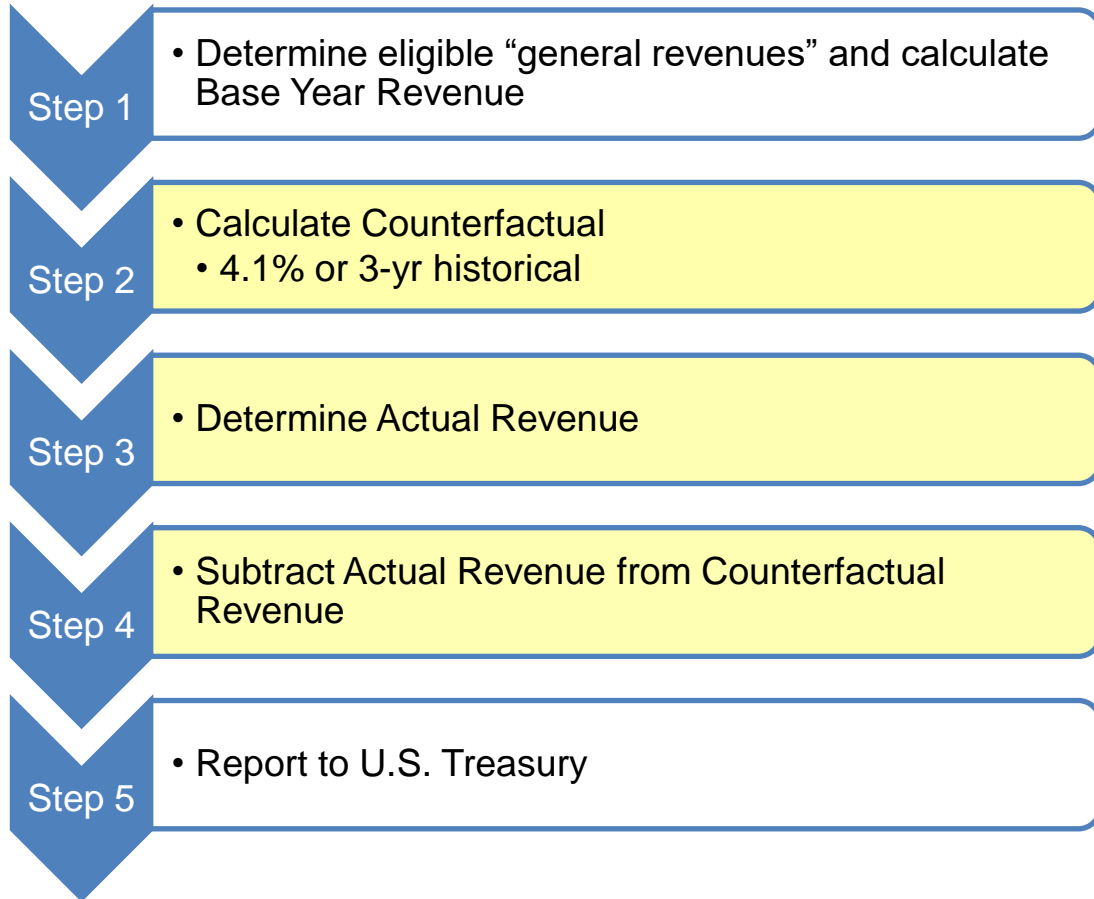 Step 1
• Determine eligible “general revenues” and calculate
Base Year Revenue
Step 2
• Calculate Counterfactual
• 4.1% or 3-yr historical
Step 3
• Determine Actual Revenue
Step 4
• Subtract Actual Revenue from Counterfactual
Revenue
Step 5
• Report to U.S. Treasury